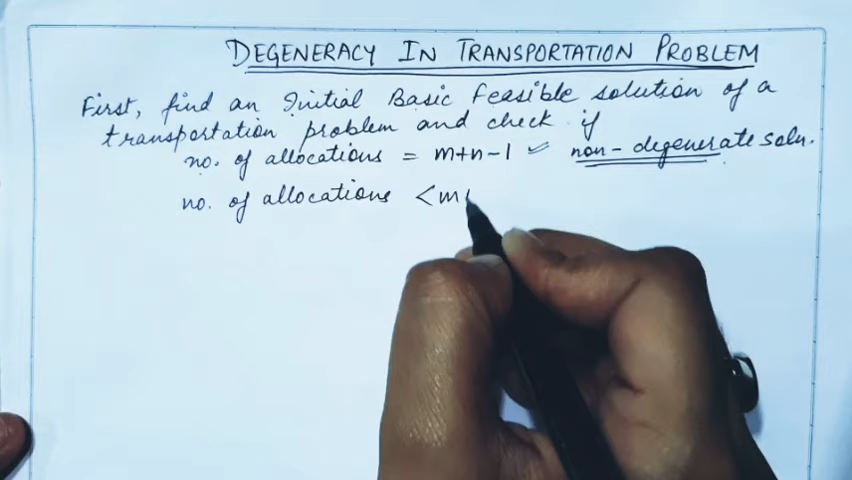 DEGENERACY IN TRANSPORTATION PROBLEM
First, find an Initial Basic Feasible solution of a
transportation problem and check if
no. of allocations = m+n-1 ✓ non-degenerate soln.
no. of allocations < m